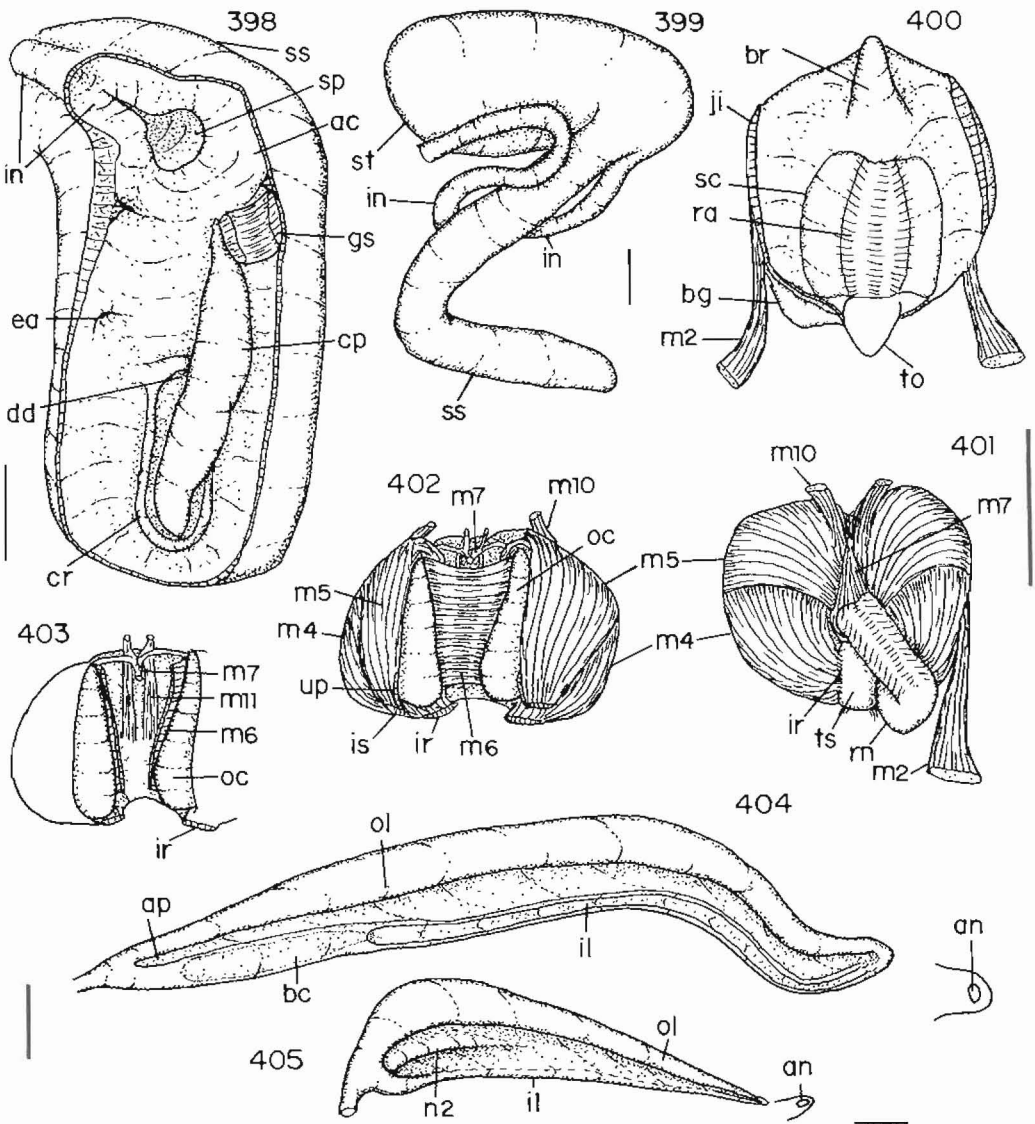 398
ss
sp
ac
in
gs
ea
cp
dd
cr
399
st
in
in
ss
400
br
ji
sc
ra
bg
m2
to
401
m10
m7
m5
m4
ir
ts
rn
m2
402
m7
m10
oc
m5
m5
m4
m4
up
is
ir
m6
403
m7
m11
m6
oc
ir
404
ol
ap
il
bc
an
405
ol
n2
il
an